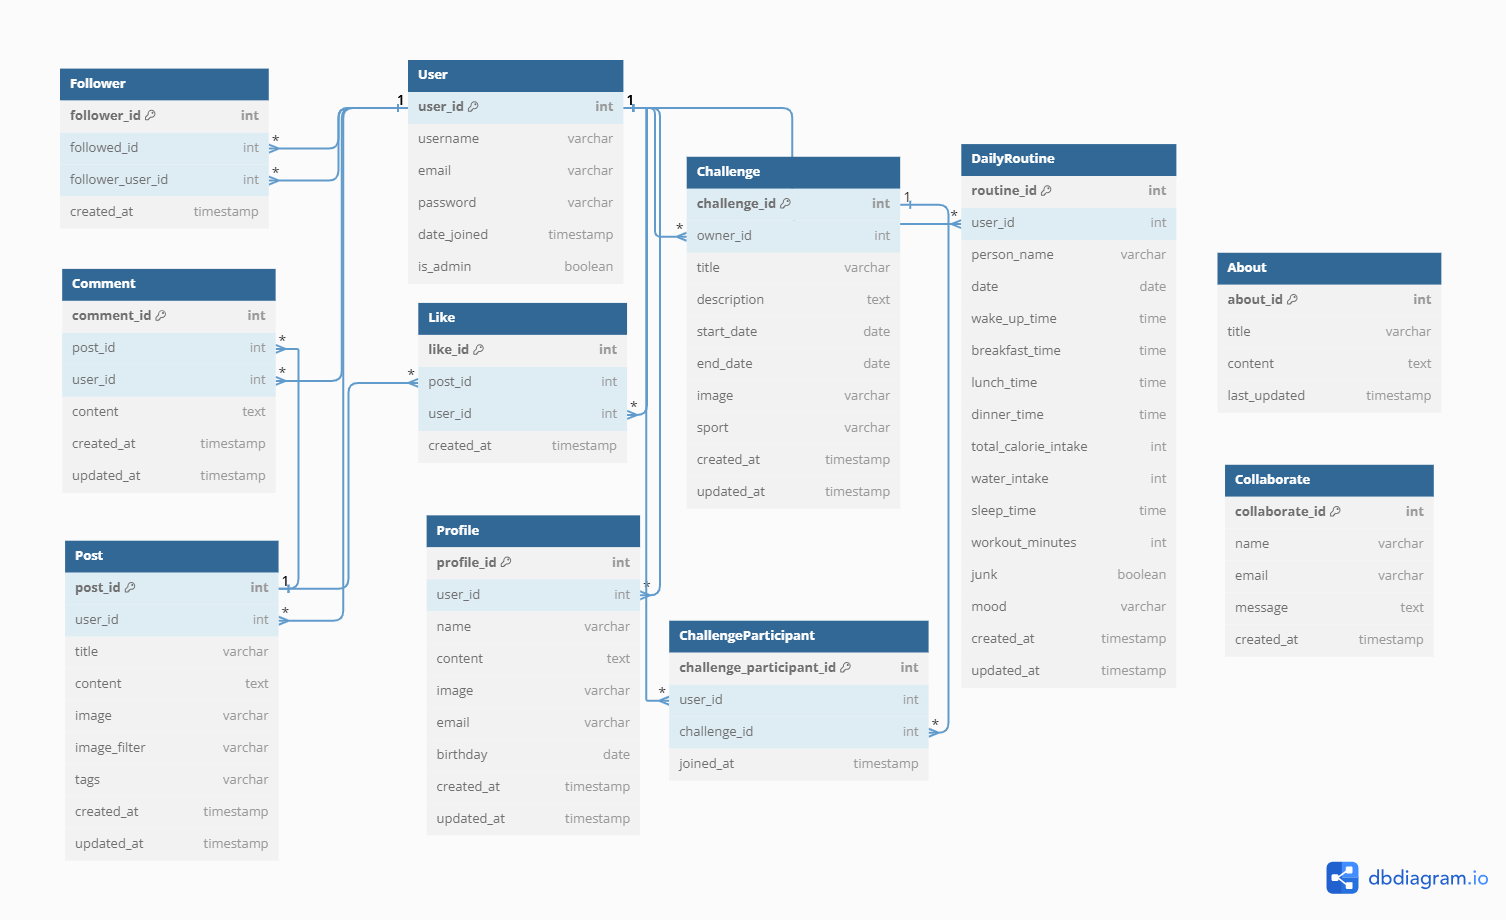 Follower
follower_id int
followed_id int
follower_user_id int
created_at timestamp
*
*
Comment
comment_id int
post_id int
user_id int
content text
created_at timestamp
updated_at timestamp
*
*
Post
post_id int
user_id int
title varchar
content text
image varchar
image_filter varchar
tags varchar
created_at timestamp
updated_at timestamp
1
*
User
user_id int
username varchar
email varchar
password varchar
date_joined timestamp
is_admin boolean
1
1
Like
like_id int
post_id int
user_id int
created_at timestamp
*
*
Profile
profile_id int
user_id int
name varchar
content text
image varchar
email varchar
birthday date
created_at timestamp
updated_at timestamp
*
Challenge
challenge_id int
owner_id int
title varchar
description text
start_date date
end_date date
image varchar
sport varchar
created_at timestamp
updated_at timestamp
1
*
ChallengeParticipant
challenge_participant_id int
user_id int
challenge_id int
joined_at timestamp
*
*
DailyRoutine
routine_id int
user_id int
person_name varchar
date date
wake_up_time time
breakfast_time time
lunch_time time
dinner_time time
total_calorie_intake int
water_intake int
sleep_time time
workout_minutes int
junk boolean
mood varchar
created_at timestamp
updated_at timestamp
*
About
about_id int
title varchar
content text
last_updated timestamp
Collaborate
collaborate_id int
name varchar
email varchar
message text
created_at timestamp
dbdiagram.io